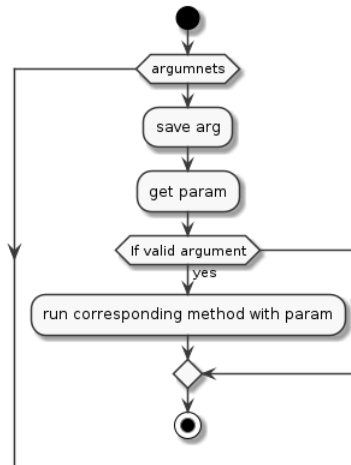 argumnets
save arg
get param
If valid argument
yes
run corresponding method with param